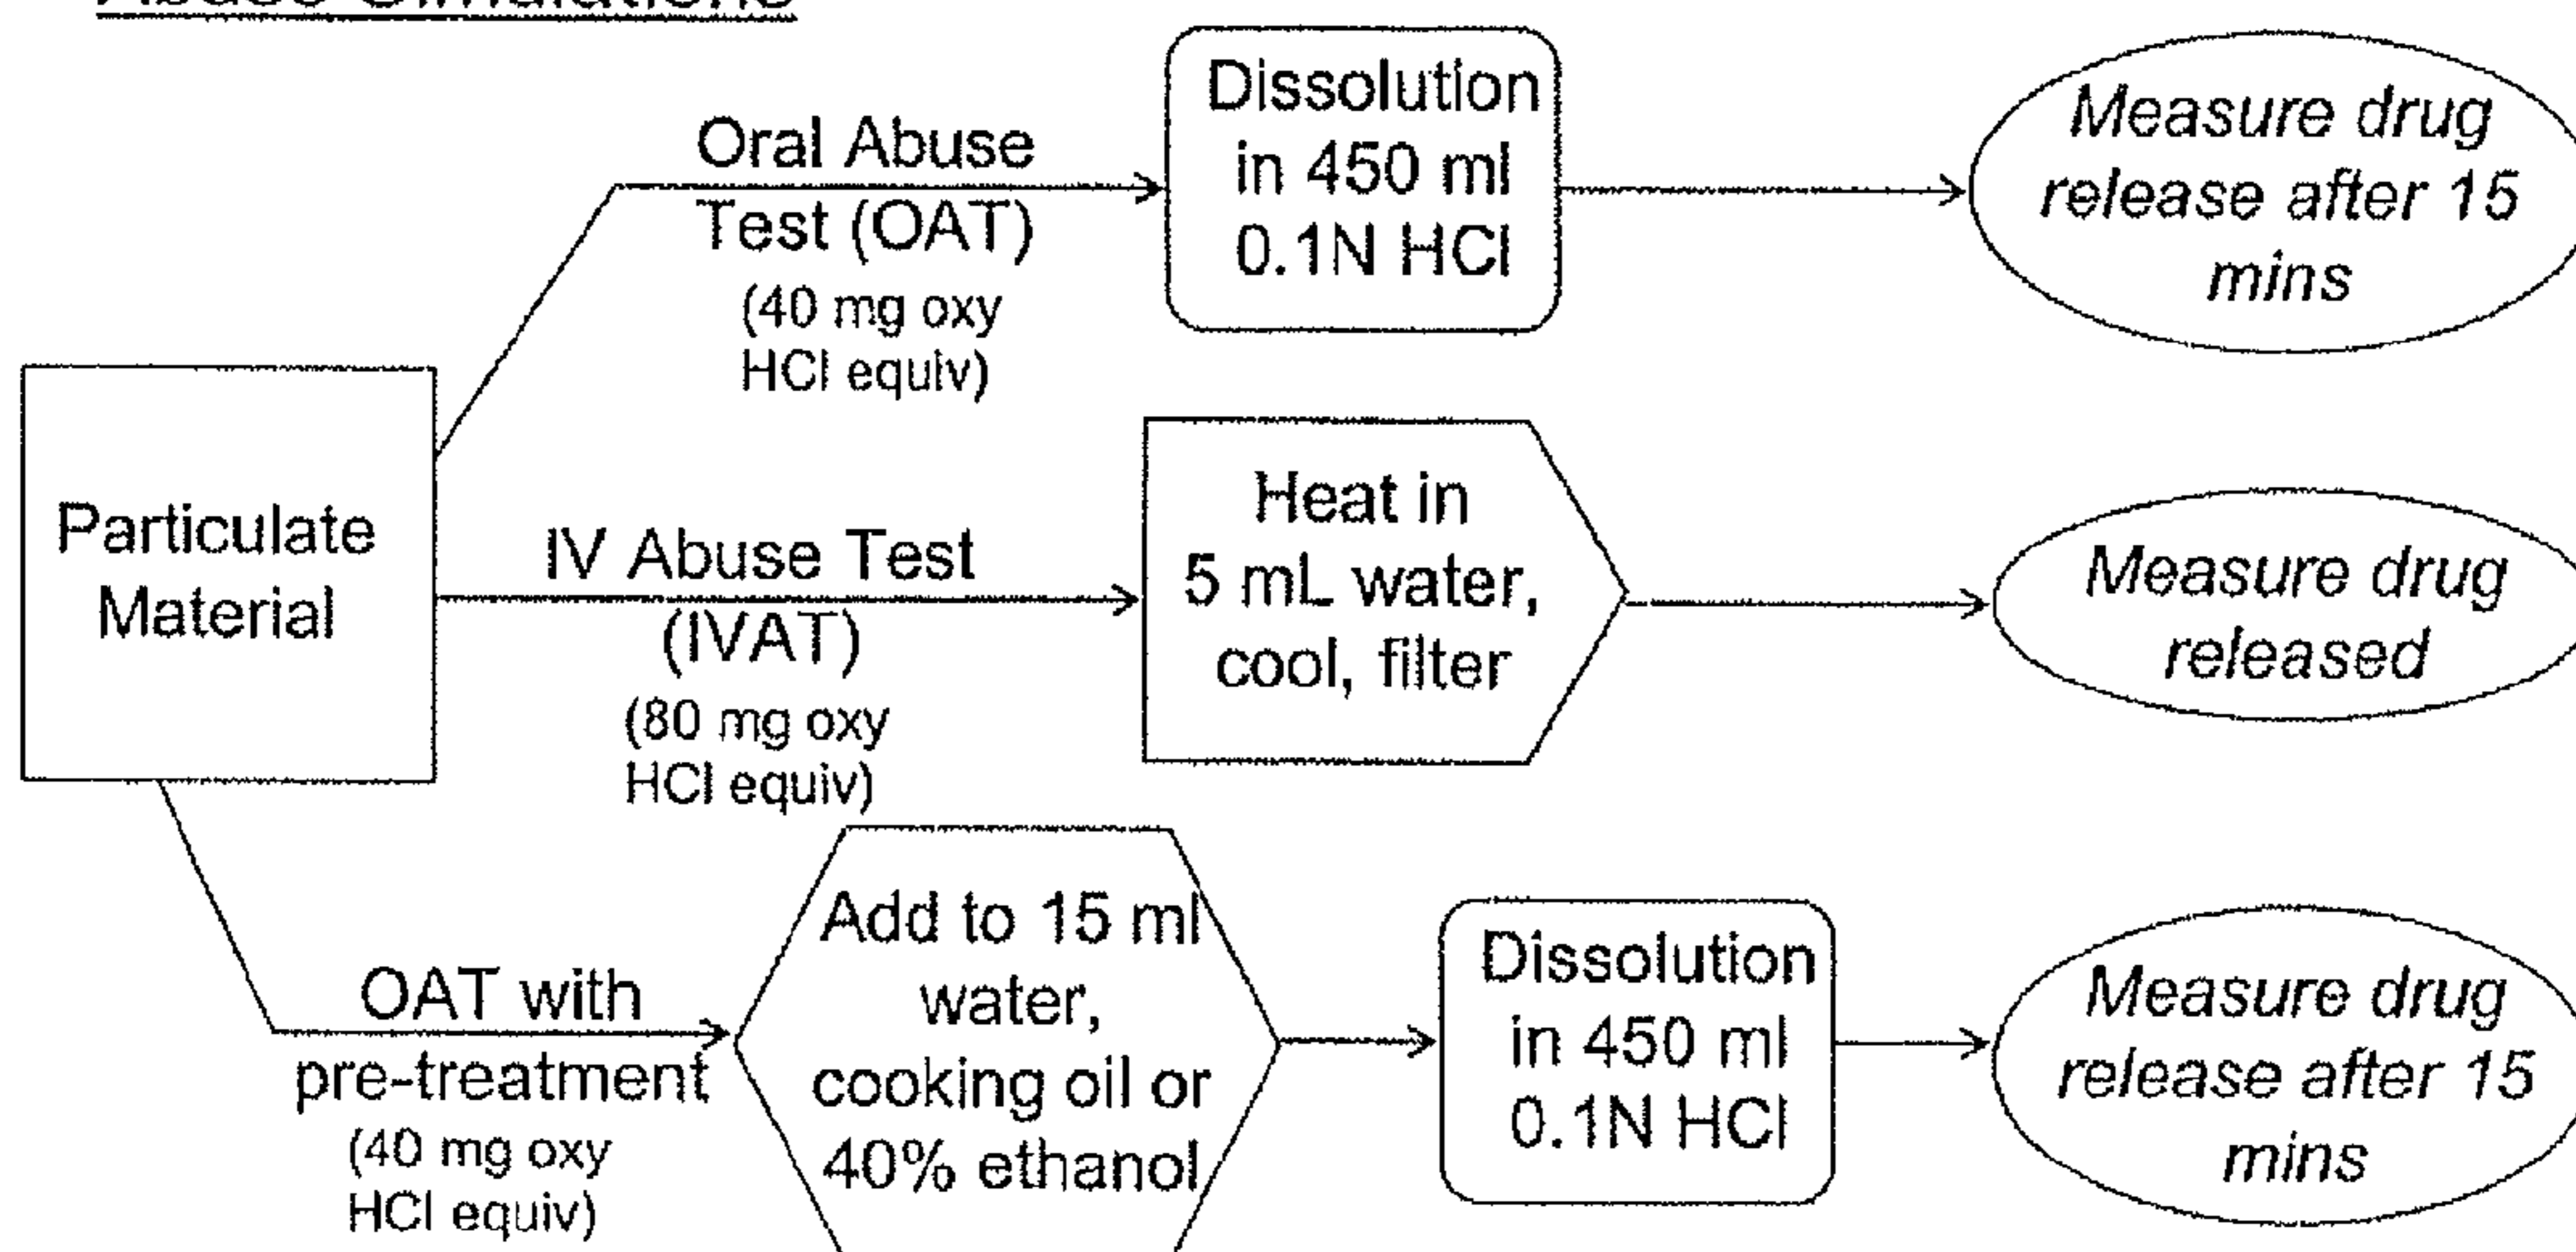 Abuse Simulations
Oral Abuse
Test (OAT)
(40 mg oxy
HCl equiv)
Dissolution
in 450 ml
0.1N HCl
Measure drug
release after 15
mins
Particulate
Material
IV Abuse Test
(IVAT)
(80 mg oxy
HCl equiv)
Heat in
5 mL water,
cool, filter
Measure drug
released
OAT with
pre-treatment
(40 mg oxy
HCl equiv)
Add to 15 ml
water,
cooking oil or
40% ethanol
Dissolution
in 450 ml
0.1N HCl
Measure drug
release after 15
mins